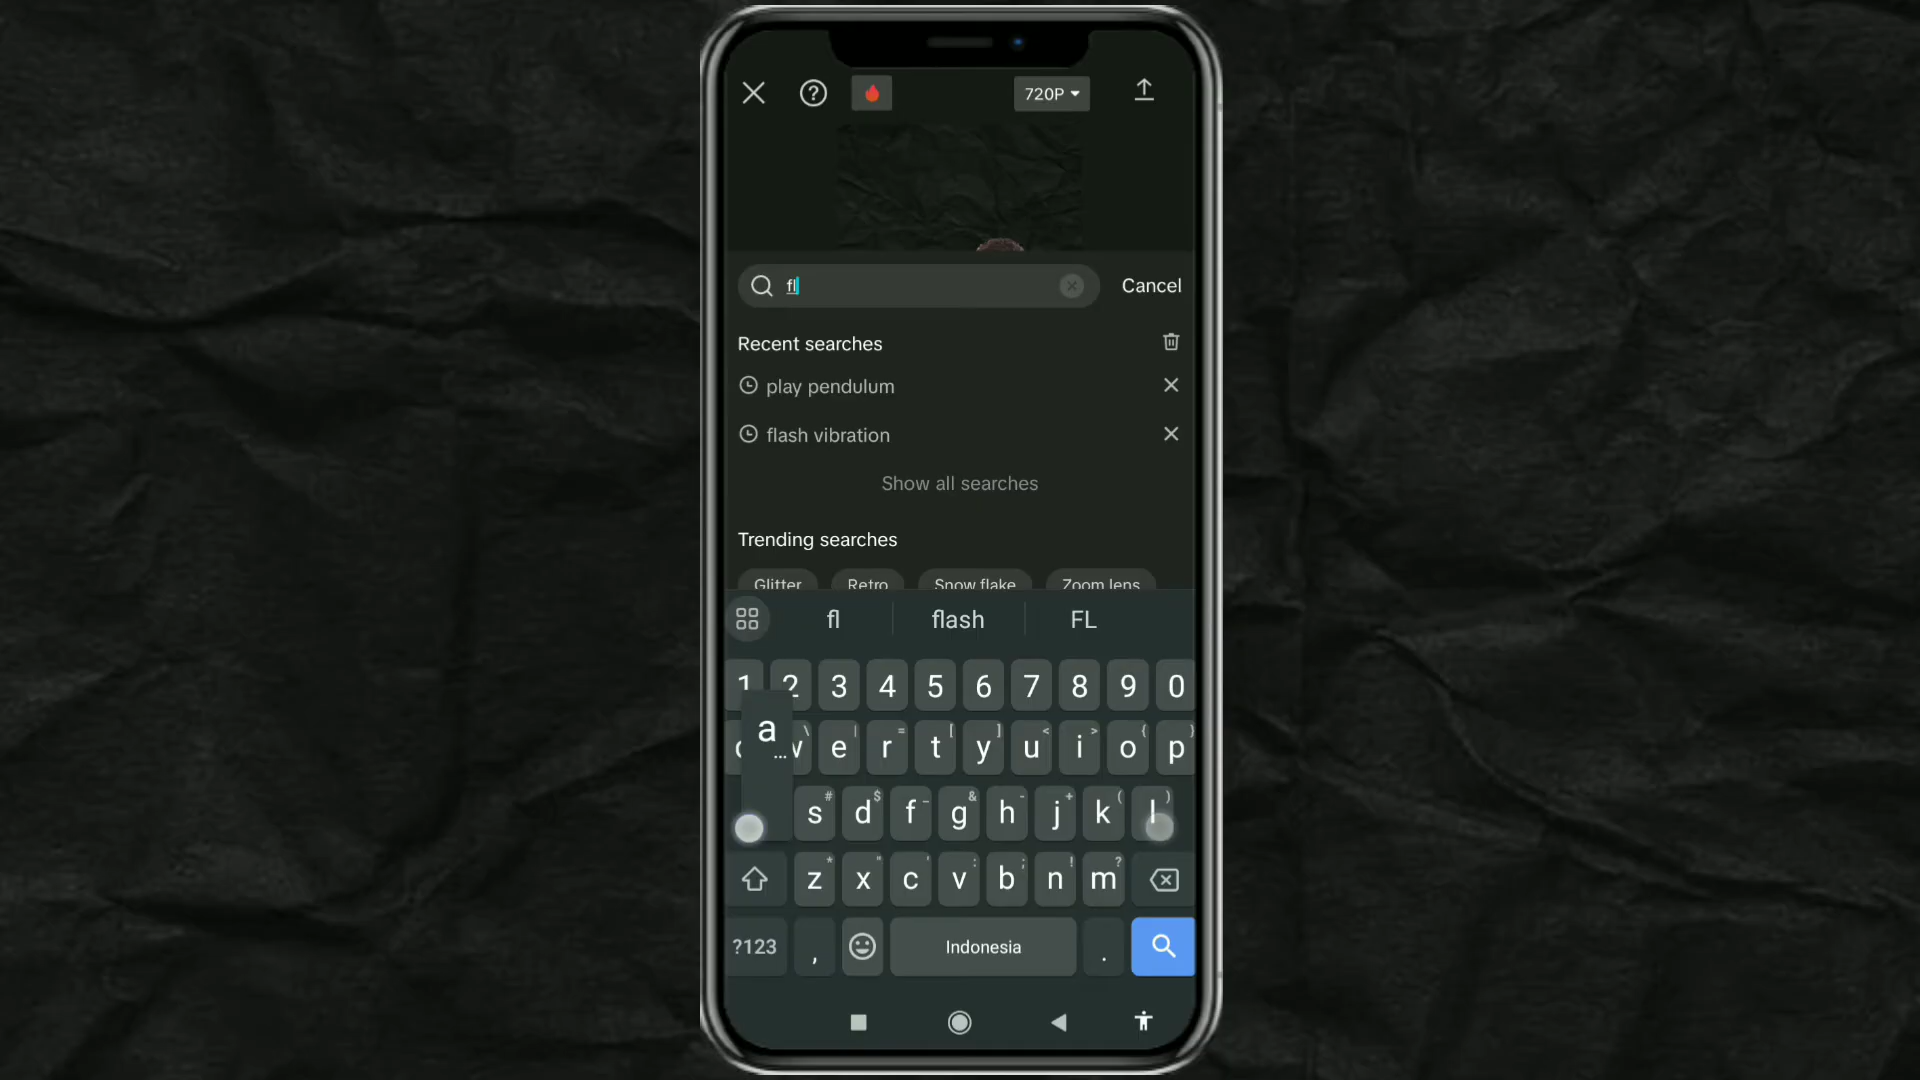 720P
fl
Cancel
Recent searches
play pendulum
flash vibration
Show all searches
Trending searches
Glitter Retro Snow flake Zoom lens
fl flash FL
1 2 3 4 5 6 7 8 9 0
a
w e r t y u i o p
s d f g h j k l
z x c v b n m
?123 , Indonesia .